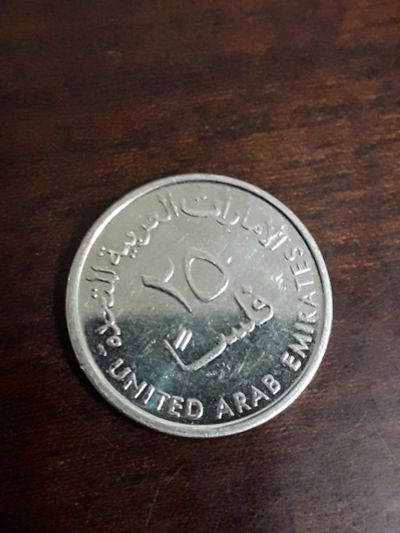 الإمارات العربية المتحدة
٢٥
فلساً
UNITED ARAB EMIRATES